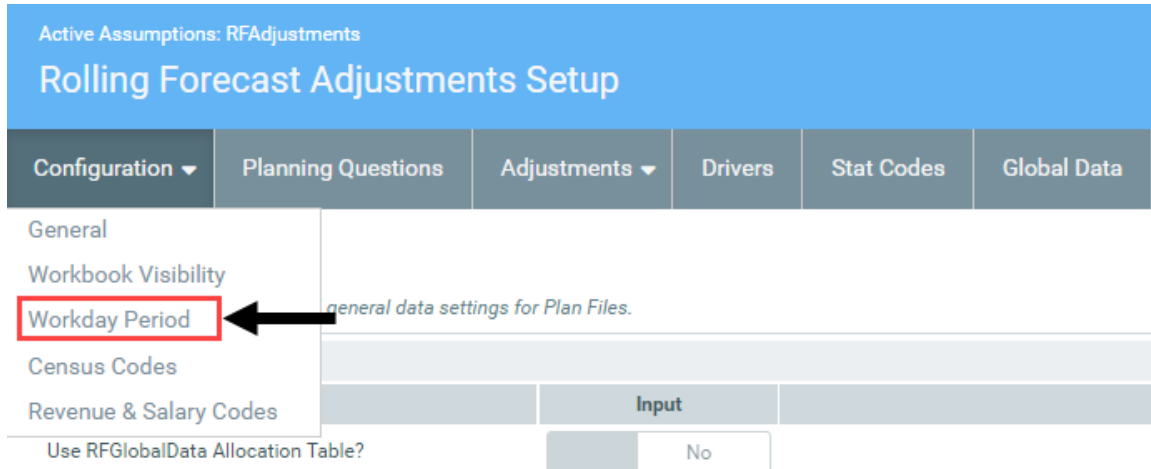 Active Assumptions: RFAdjustments
Rolling Forecast Adjustments Setup
Configuration Planning Questions Adjustments Drivers Stat Codes Global Data
General
Workbook Visibility
general data settings for Plan Files.
Workday Period
Census Codes
Input
Revenue & Salary Codes
Use RFGlobalData Allocation Table? No